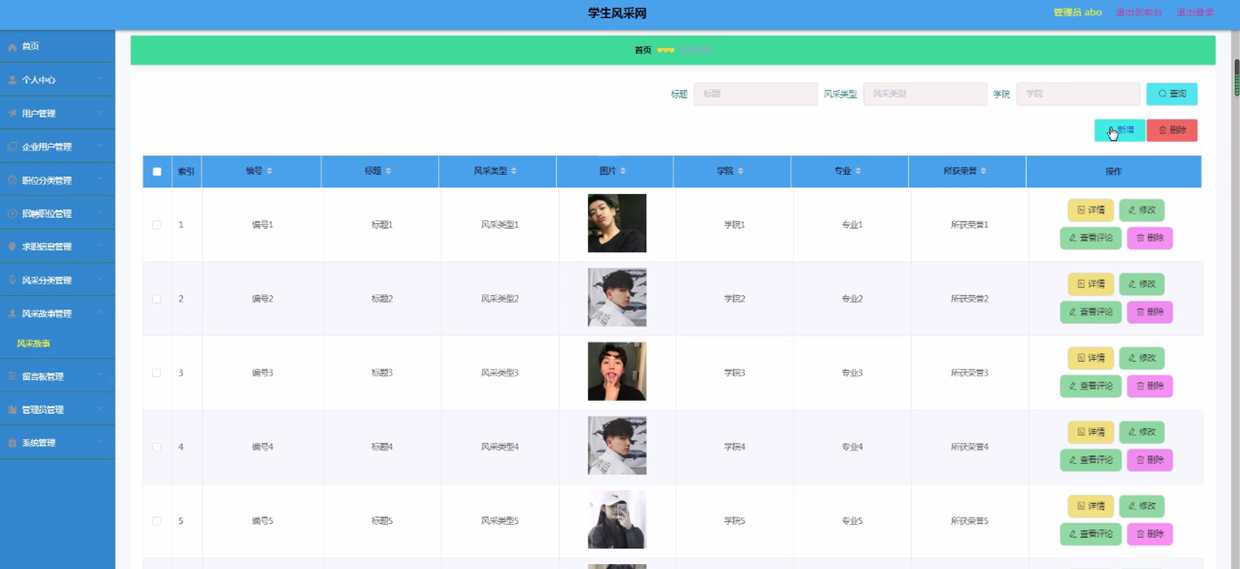 学生风采网
管理员 abo 退出到前台 退出登录
首页
个人中心
用户管理
企业用户管理
职位分类管理
招聘职位管理
求职信息管理
风采分类管理
风采故事管理
风采故事
留言板管理
管理员管理
系统管理
首页 风采故事
标题 标题 风采类型 风采类型 学院 学院 查询
新增 删除
索引 编号 标题 风采类型 图片 学院 专业 所获荣誉 操作
1 编号1 标题1 风采类型1 学院1 专业1 所获荣誉1 详情 修改
查看评论 删除
2 编号2 标题2 风采类型2 学院2 专业2 所获荣誉2 详情 修改
查看评论 删除
3 编号3 标题3 风采类型3 学院3 专业3 所获荣誉3 详情 修改
查看评论 删除
4 编号4 标题4 风采类型4 学院4 专业4 所获荣誉4 详情 修改
查看评论 删除
5 编号5 标题5 风采类型5 学院5 专业5 所获荣誉5 详情 修改
查看评论 删除